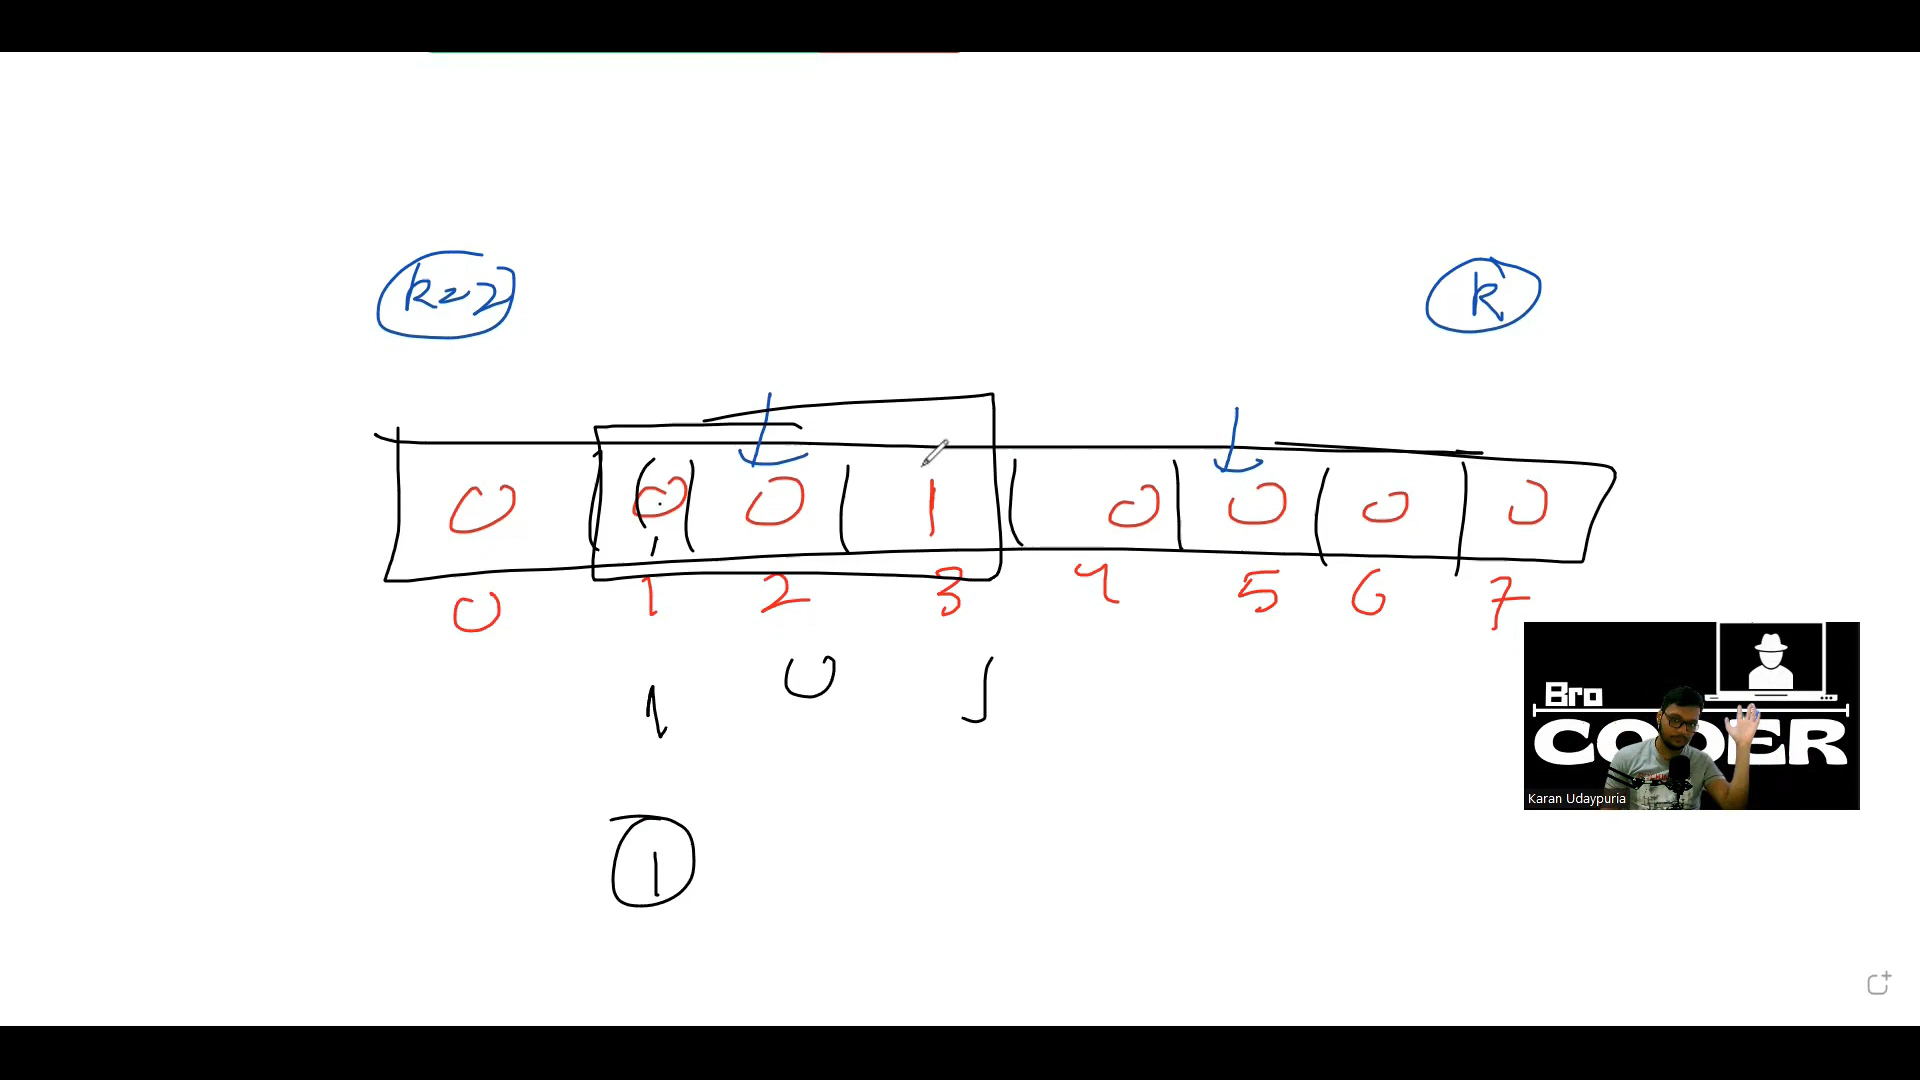 k=2 k
0 0 0 1 0 0 0 0
0 1 2 3 4 5 6 7
1 0
1
Bro
CODER
Karan Udaypuria